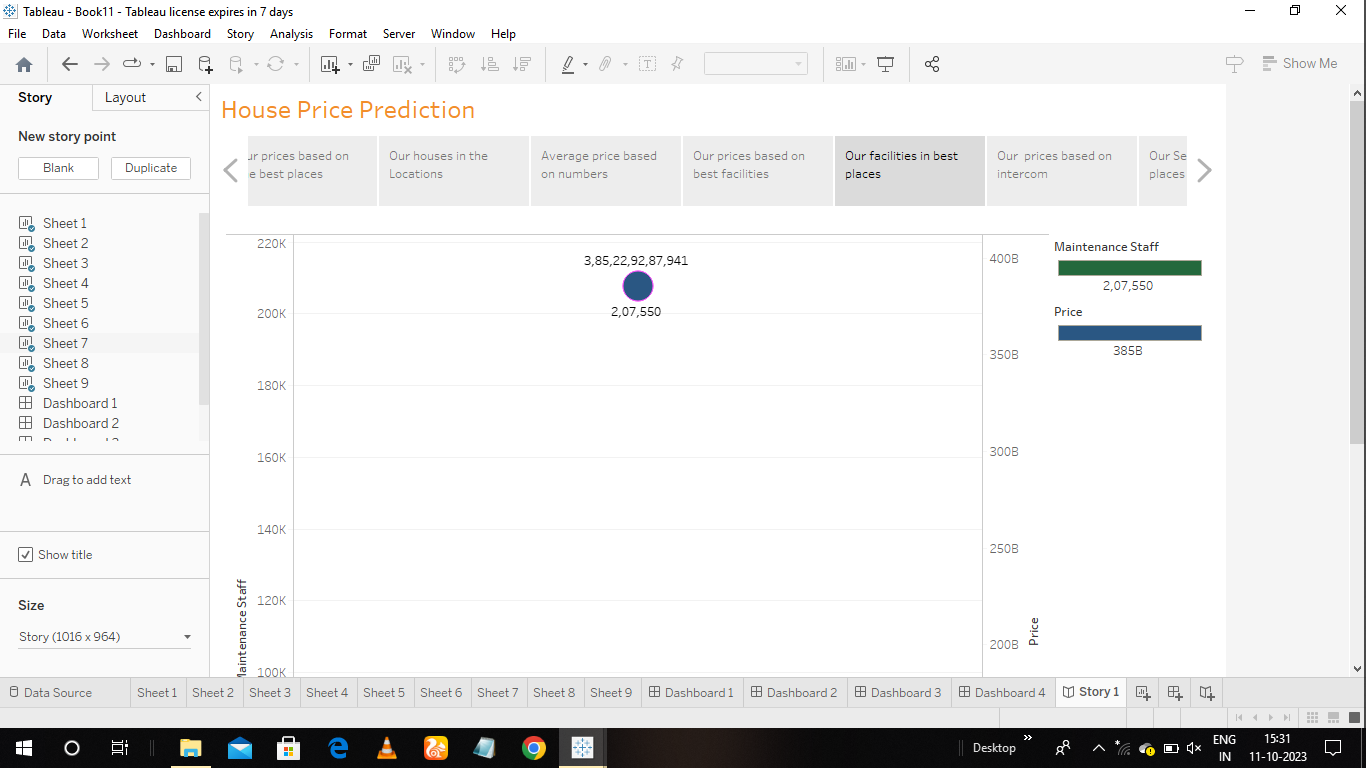 Tableau - Book11 - Tableau license expires in 7 days
File Data Worksheet Dashboard Story Analysis Format Server Window Help
Show Me
Story Layout
New story point
Blank Duplicate
Sheet 1
Sheet 2
Sheet 3
Sheet 4
Sheet 5
Sheet 6
Sheet 7
Sheet 8
Sheet 9
Dashboard 1
Dashboard 2
A Drag to add text
Show title
Size
Story (1016 x 964)
House Price Prediction
ur prices based on
e best places
Our houses in the
Locations
Average price based
on numbers
Our prices based on
best facilities
Our facilities in best
places
Our prices based on
intercom
Our Se
places
220K
200K
180K
160K
140K
120K
100K
Maintenance Staff
3,85,22,92,87,941
2,07,550
400B
350B
300B
250B
200B
Price
Maintenance Staff
2,07,550
Price
385B
Data Source Sheet 1 Sheet 2 Sheet 3 Sheet 4 Sheet 5 Sheet 6 Sheet 7 Sheet 8 Sheet 9 Dashboard 1 Dashboard 2 Dashboard 3 Dashboard 4 Story 1
Desktop
ENG
IN
15:31
11-10-2023